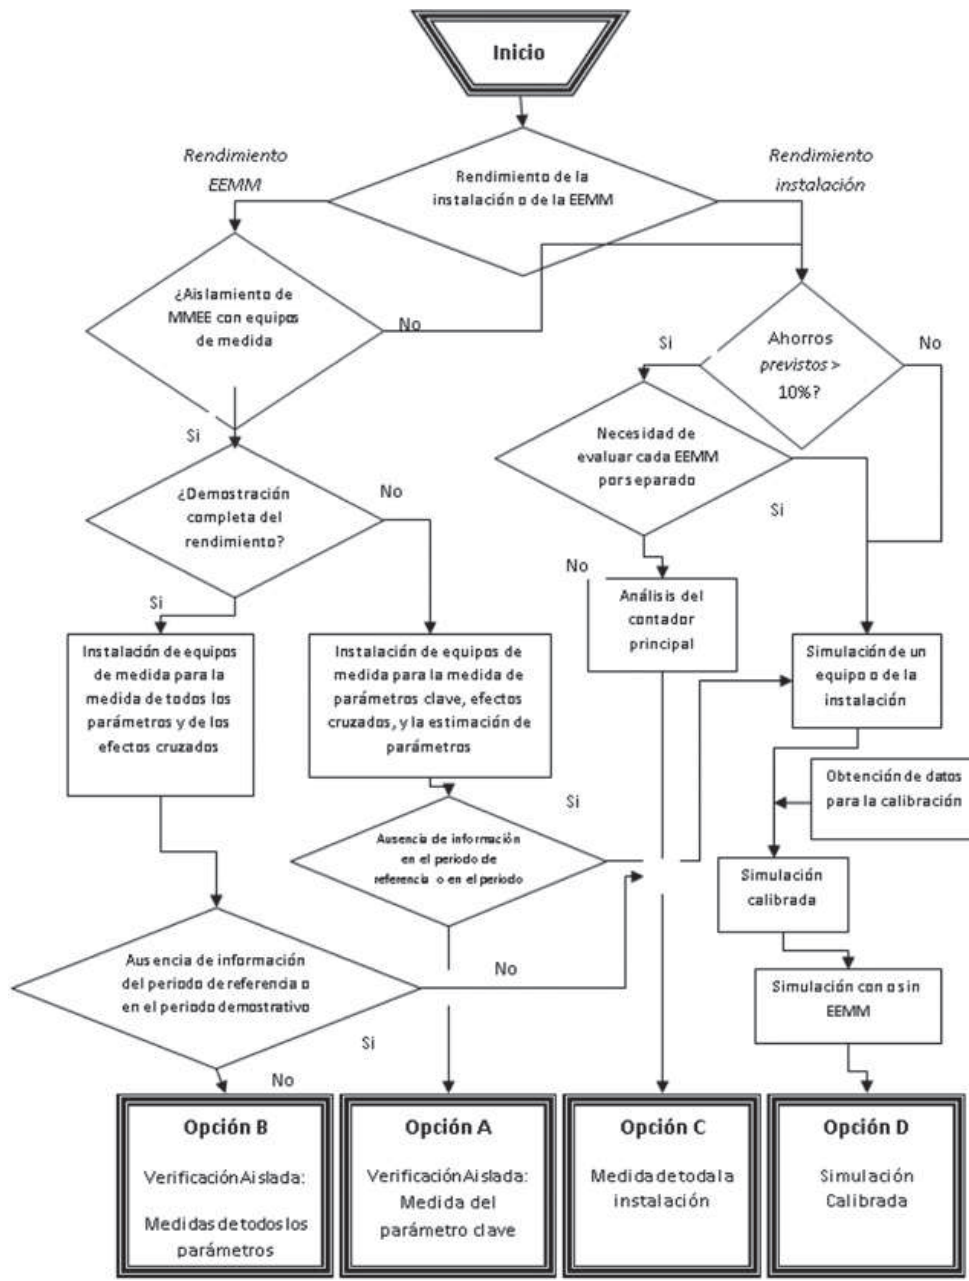 Inicio
Rendimiento
EEMM
Rendimiento
instalación
Rendimiento de la
instalación o de la EEMM
¿Aislamiento de
MMEE con equipos
de medida
No
Ahorros
previstos >
10%?
Si
No
Si
Necesidad de
evaluar cada EEMM
por separado
Si
No
¿Demostración
completa del
rendimiento?
No
Si
Análisis del
contador
principal
Instalación de equipos
de medida para la
medida de todos los
parámetros y de los
efectos cruzados
Instalación de equipos de
medida para la medida de
parámetros clave, efectos
cruzados, y la estimación de
parámetros
Simulación de un
equipo o de la
instalación
Obtención de datos
para la calibración
Si
Ausencia de información
en el periodo de
referencia o en el periodo
Simulación
calibrada
Ausencia de información
del periodo de referencia o
en el periodo demostrativo
No
Simulación con o sin
EEMM
Si
No
Opción B
Verificación Aislada:
Medidas de todos los
parámetros
Opción A
Verificación Aislada:
Medida del
parámetro clave
Opción C
Medida de toda la
instalación
Opción D
Simulación
Calibrada